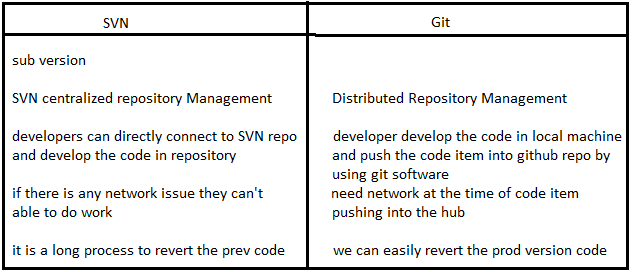 SVN
Git
sub version
SVN centralized repository Management
Distributed Repository Management
developers can directly connect to SVN repo
and develop the code in repository
developer develop the code in local machine
and push the code item into github repo by
using git software
if there is any network issue they can't
able to do work
need network at the time of code item
pushing into the hub
it is a long process to revert the prev code
we can easily revert the prod version code